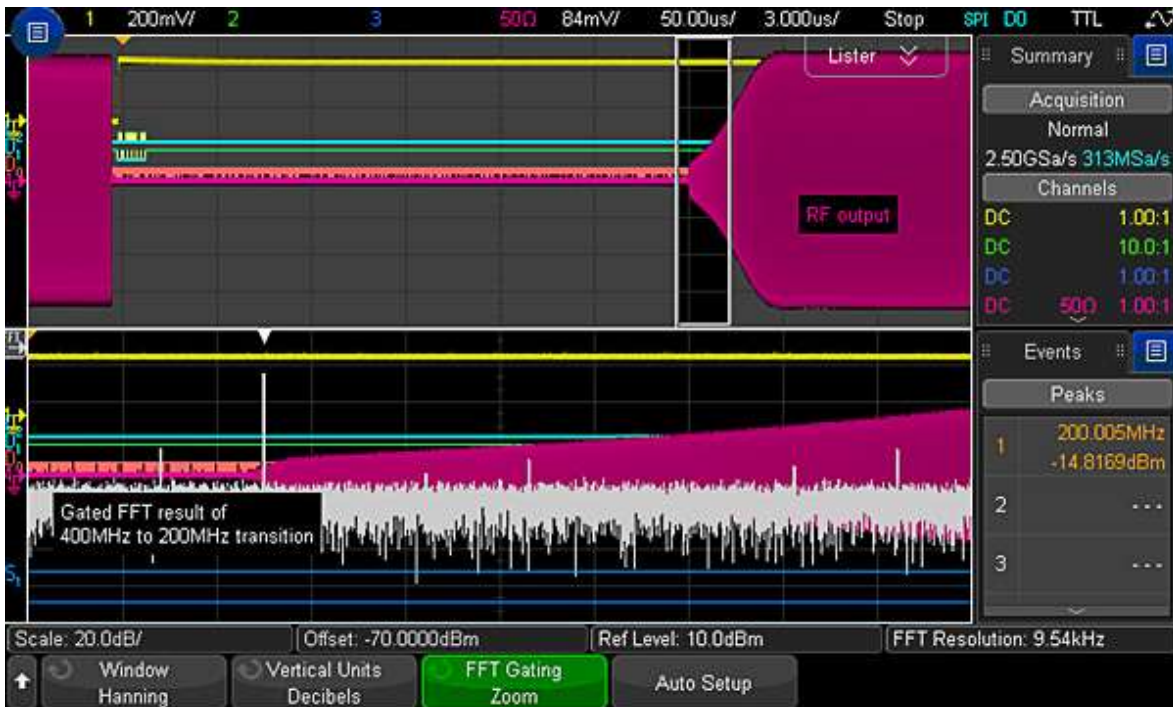 1 200mV/ 2 3 50Ω 84mV/ 50.00us/ 3.000us/ Stop SPI D0 TTL
Lister
RF output
Gated FFT result of
400MHz to 200MHz transition
Summary
Acquisition
Normal
2.50GSa/s 313MSa/s
Channels
DC 1.00:1
DC 10.0:1
DC 1.00:1
DC 50Ω 1.00:1
Events
Peaks
1 200.005MHz
-14.8169dBm
2 ---
3 ---
Scale: 20.0dB/ Offset: -70.0000dBm Ref Level: 10.0dBm FFT Resolution: 9.54kHz
Window Vertical Units FFT Gating Auto Setup
Hanning Decibels Zoom